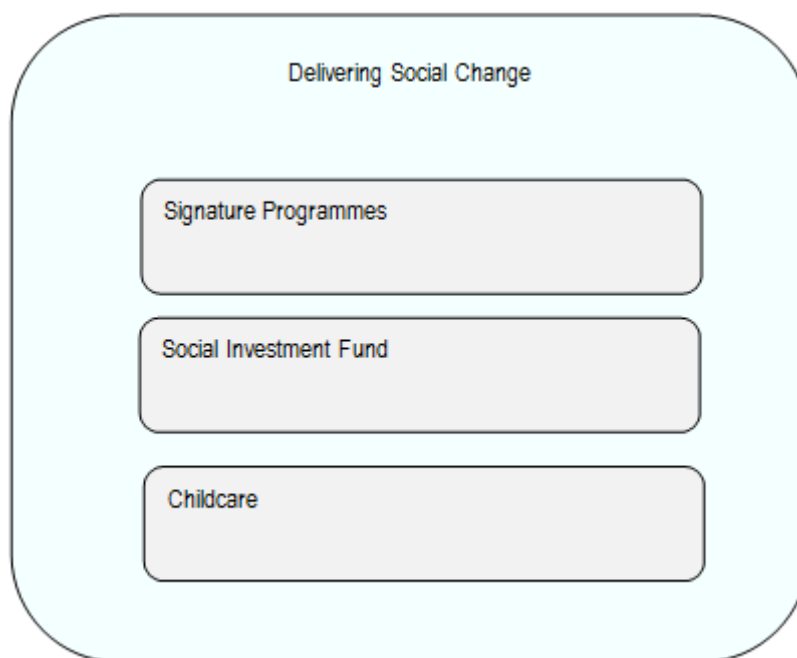 Delivering Social Change
Signature Programmes
Social Investment Fund
Childcare